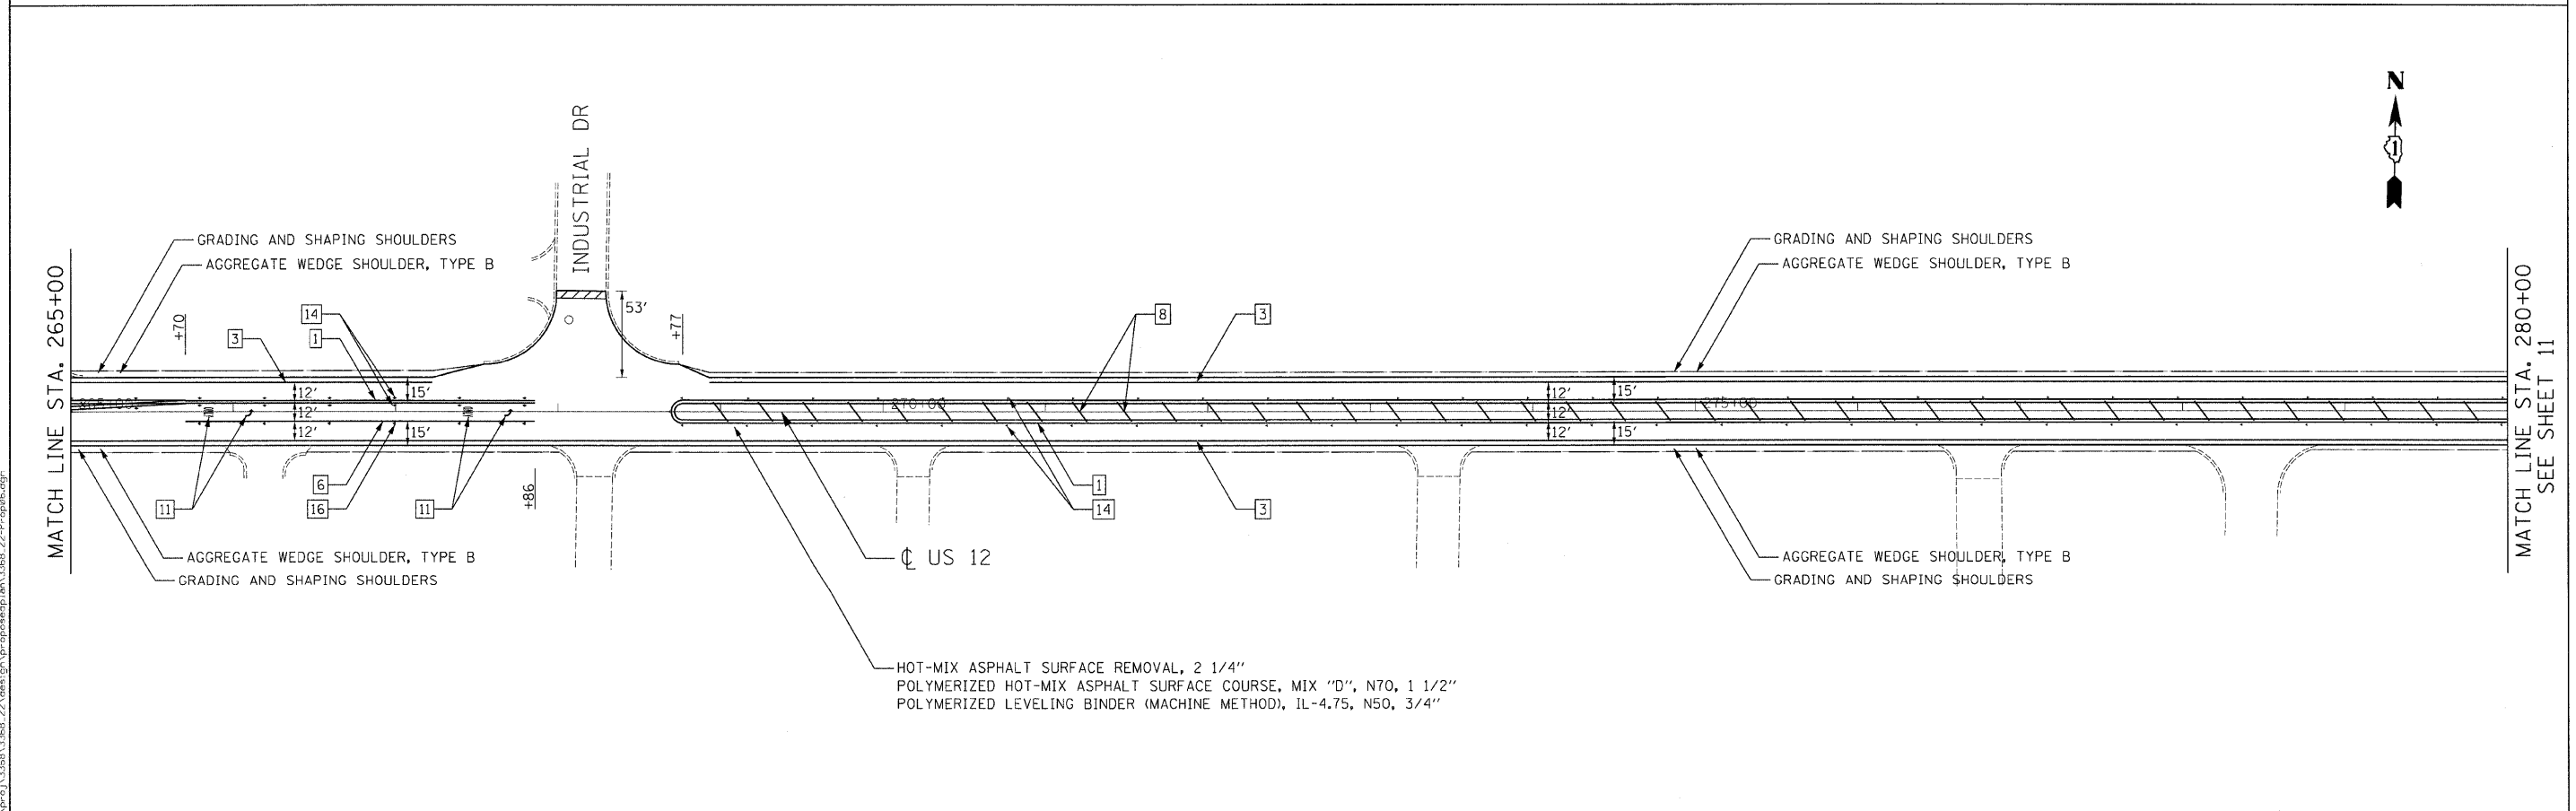 N
1
INDUSTRIAL DR
GRADING AND SHAPING SHOULDERS
AGGREGATE WEDGE SHOULDER, TYPE B
GRADING AND SHAPING SHOULDERS
AGGREGATE WEDGE SHOULDER, TYPE B
MATCH LINE STA. 265+00
MATCH LINE STA. 280+00
SEE SHEET 11
53'
+70
+77
14
3
1
8
3
12'
15'
12'
12'
15'
12'
15'
12'
12'
15'
265+00
270+00
275+00
6
16
11
11
+86
1
14
3
AGGREGATE WEDGE SHOULDER, TYPE B
GRADING AND SHAPING SHOULDERS
℄ US 12
AGGREGATE WEDGE SHOULDER, TYPE B
GRADING AND SHAPING SHOULDERS
HOT-MIX ASPHALT SURFACE REMOVAL, 2 1/4"
POLYMERIZED HOT-MIX ASPHALT SURFACE COURSE, MIX "D", N70, 1 1/2"
POLYMERIZED LEVELING BINDER (MACHINE METHOD), IL-4.75, N50, 3/4"